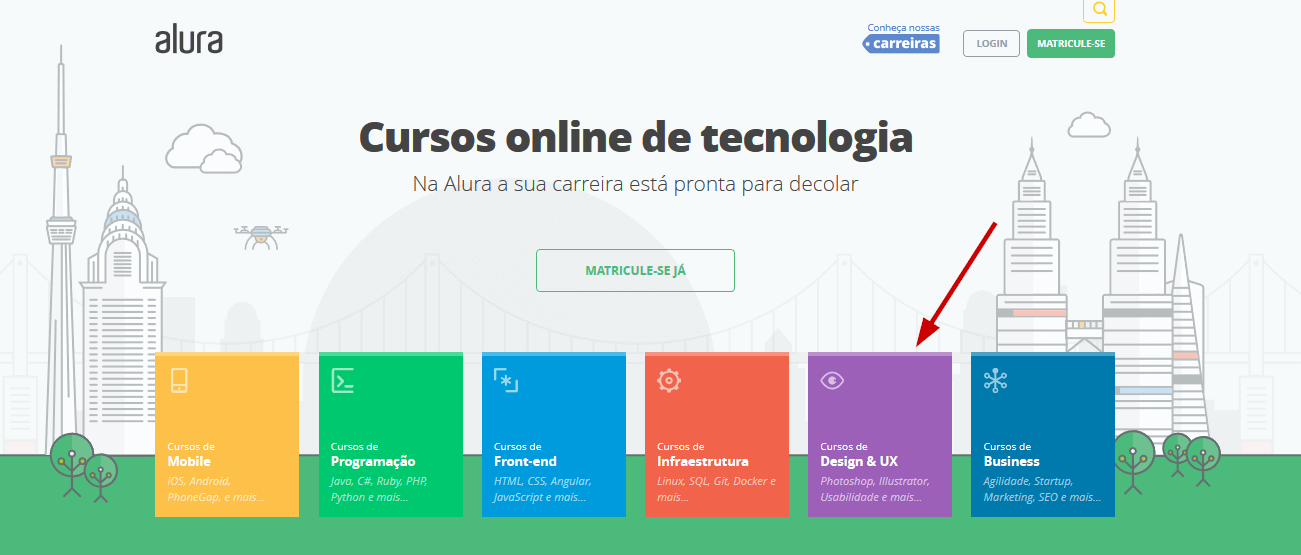 alura
Conheça nossas
carreiras
LOGIN
MATRICULE-SE
Cursos online de tecnologia
Na Alura a sua carreira está pronta para decolar
MATRICULE-SE JÁ
Cursos de
Mobile
iOS, Android,
PhoneGap, e mais...
Cursos de
Programação
Java, C#, Ruby, PHP,
Python e mais...
Cursos de
Front-end
HTML, CSS, Angular,
JavaScript e mais...
Cursos de
Infraestrutura
Linux, SQL, Git, Docker e
mais...
Cursos de
Design & UX
Photoshop, Illustrator,
Usabilidade e mais...
Cursos de
Business
Agilidade, Startup,
Marketing, SEO e mais...